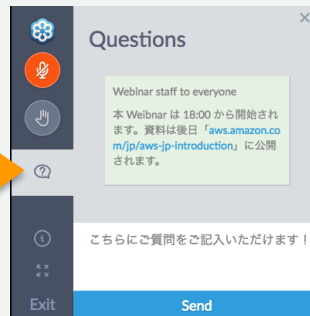 Questions
Webinar staff to everyone
本 Weibnar は 18:00 から開始され
ます。資料は後日「aws.amazon.co
m/jp/aws-jp-introduction」に公開
されます。
こちらにご質問をご記入いただけます！
Exit
Send